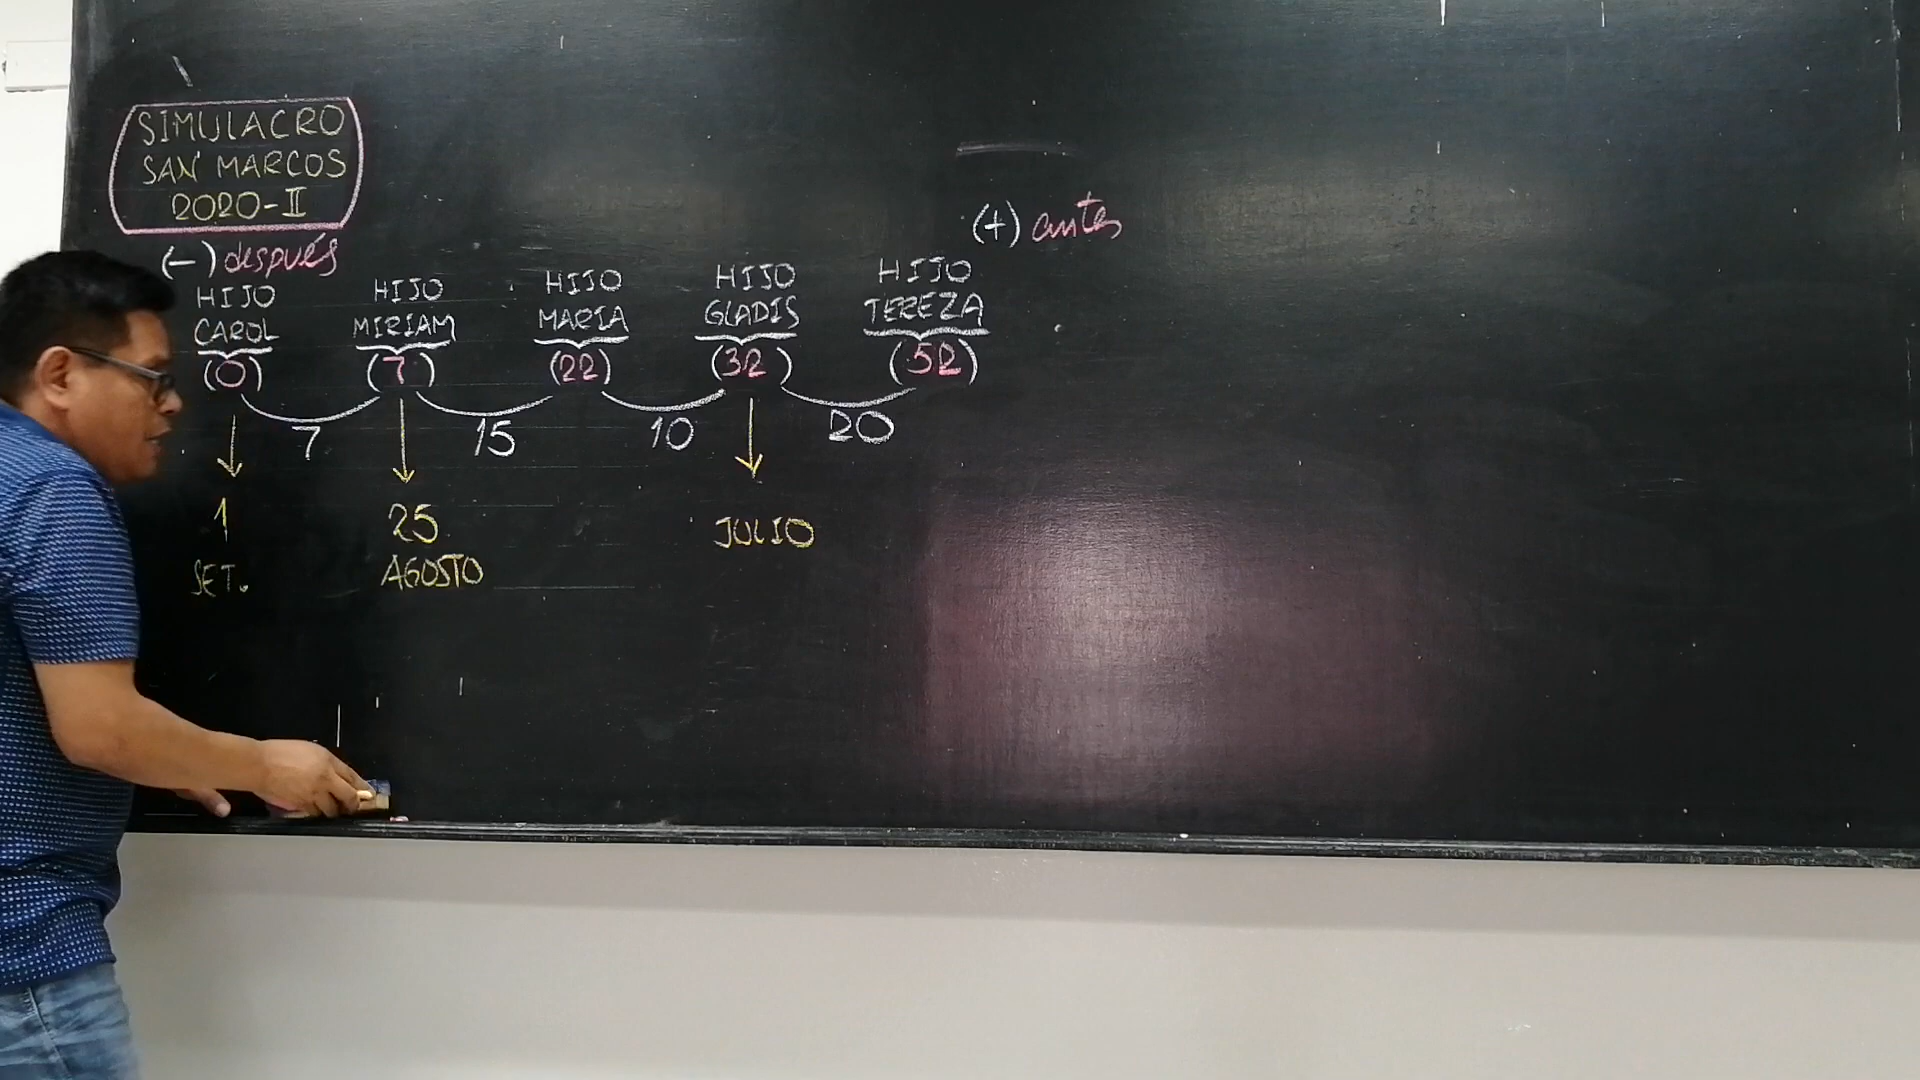 SIMULACRO
SAN MARCOS
2020-II
(-) después
(+) antes
HIJO
CAROL
(0)
HIJO
MIRIAM
(7)
HIJO
MARIA
(22)
HIJO
GLADIS
(32)
HIJO
TEREZA
(52)
7
15
10
20
1
SET.
25
AGOSTO
JULIO